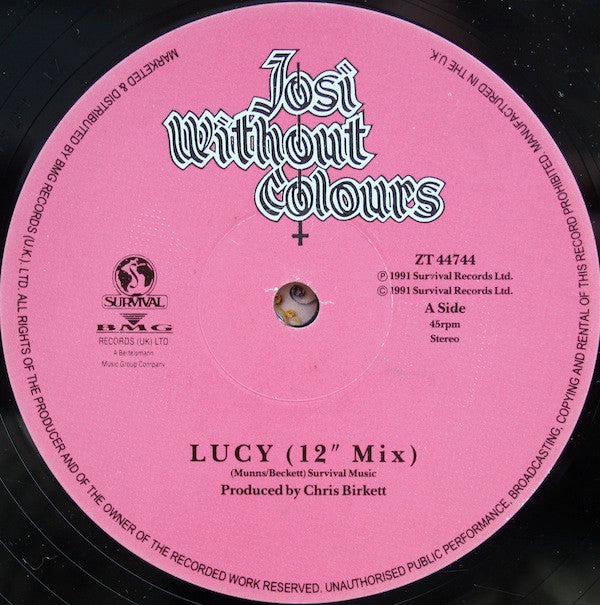 Josi
Without
Colours
ZT 44744
℗ 1991 Survival Records Ltd.
© 1991 Survival Records Ltd.
A Side
45rpm
Stereo
SURVIVAL
BMG
RECORDS (UK) LTD
A Bertelsmann
Music Group Company
LUCY (12" Mix)
(Munns/Beckett) Survival Music
Produced by Chris Birkett
MARKETED & DISTRIBUTED BY BMG RECORDS (U.K.), LTD. ALL RIGHTS OF THE PRODUCER AND OF THE OWNER OF THE RECORDED WORK RESERVED. UNAUTHORISED PUBLIC PERFORMANCE, BROADCASTING, COPYING AND RENTAL OF THIS RECORD PROHIBITED. MANUFACTURED IN THE U.K.